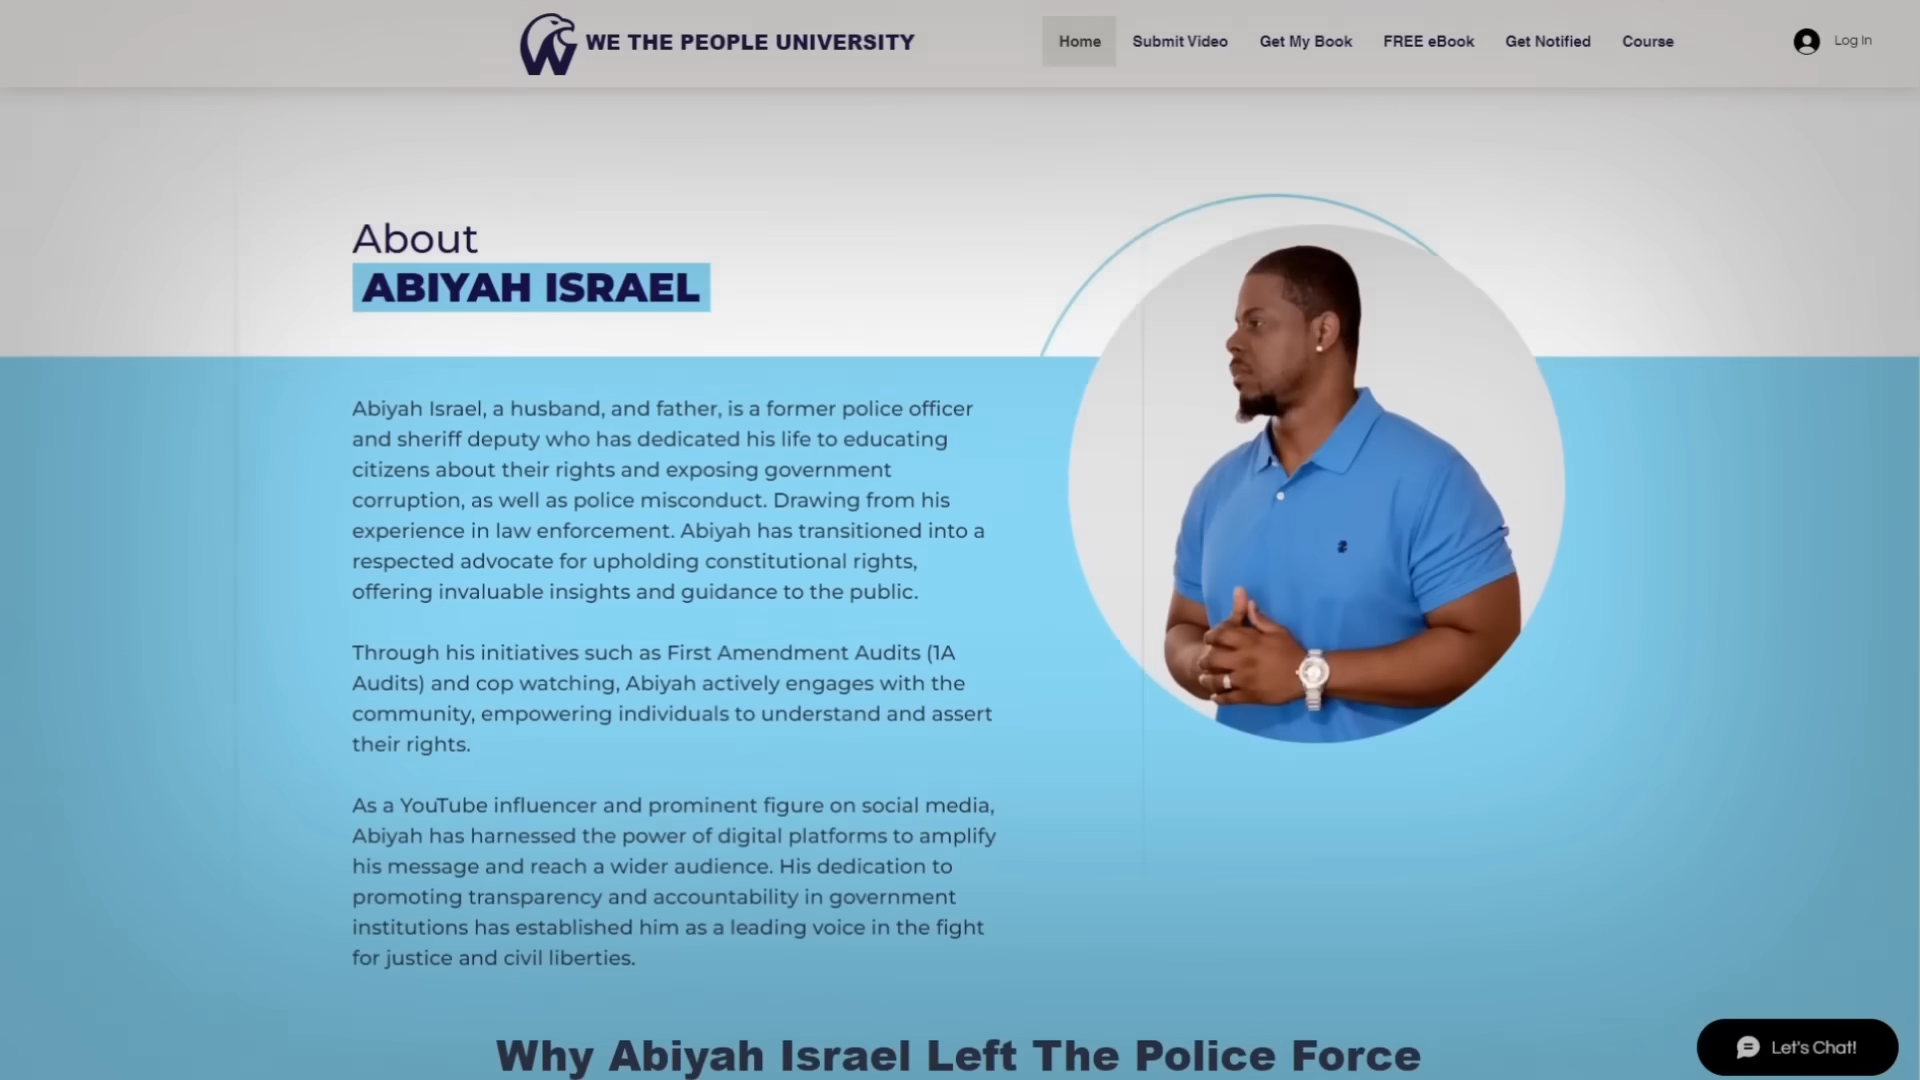 WE THE PEOPLE UNIVERSITY
Home
Submit Video
Get My Book
FREE eBook
Get Notified
Course
Log In
About
ABIYAH ISRAEL
Abiyah Israel, a husband, and father, is a former police officer
and sheriff deputy who has dedicated his life to educating
citizens about their rights and exposing government
corruption, as well as police misconduct. Drawing from his
experience in law enforcement. Abiyah has transitioned into a
respected advocate for upholding constitutional rights,
offering invaluable insights and guidance to the public.
Through his initiatives such as First Amendment Audits (1A
Audits) and cop watching, Abiyah actively engages with the
community, empowering individuals to understand and assert
their rights.
As a YouTube influencer and prominent figure on social media,
Abiyah has harnessed the power of digital platforms to amplify
his message and reach a wider audience. His dedication to
promoting transparency and accountability in government
institutions has established him as a leading voice in the fight
for justice and civil liberties.
Why Abiyah Israel Left The Police Force
Let's Chat!